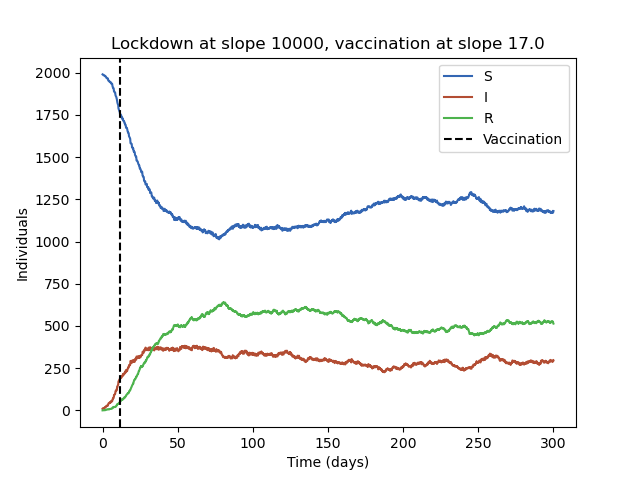 Lockdown at slope 10000, vaccination at slope 17.0
S
I
R
Vaccination
2000
1750
1500
1250
1000
750
500
250
0
Individuals
0 50 100 150 200 250 300
Time (days)